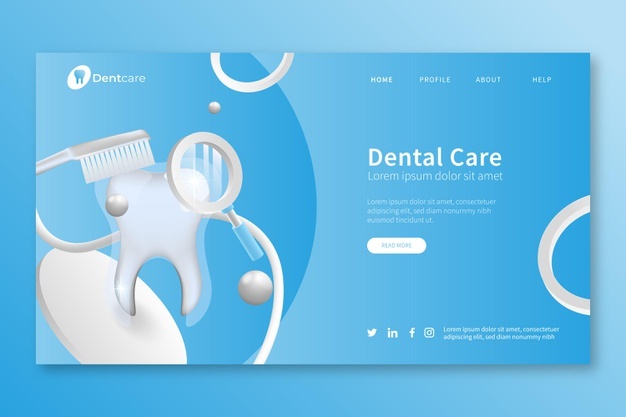 Dentcare
HOME PROFILE ABOUT HELP
Dental Care
Lorem ipsum dolor sit amet
Lorem ipsum dolor sit amet,
consectetuer adipiscing elit, sed
diam nonummy nibh euismod
READ MORE
Lorem ipsum dolor sit amet, consectetuer
adipiscing elit, sed diam nonummy nibh